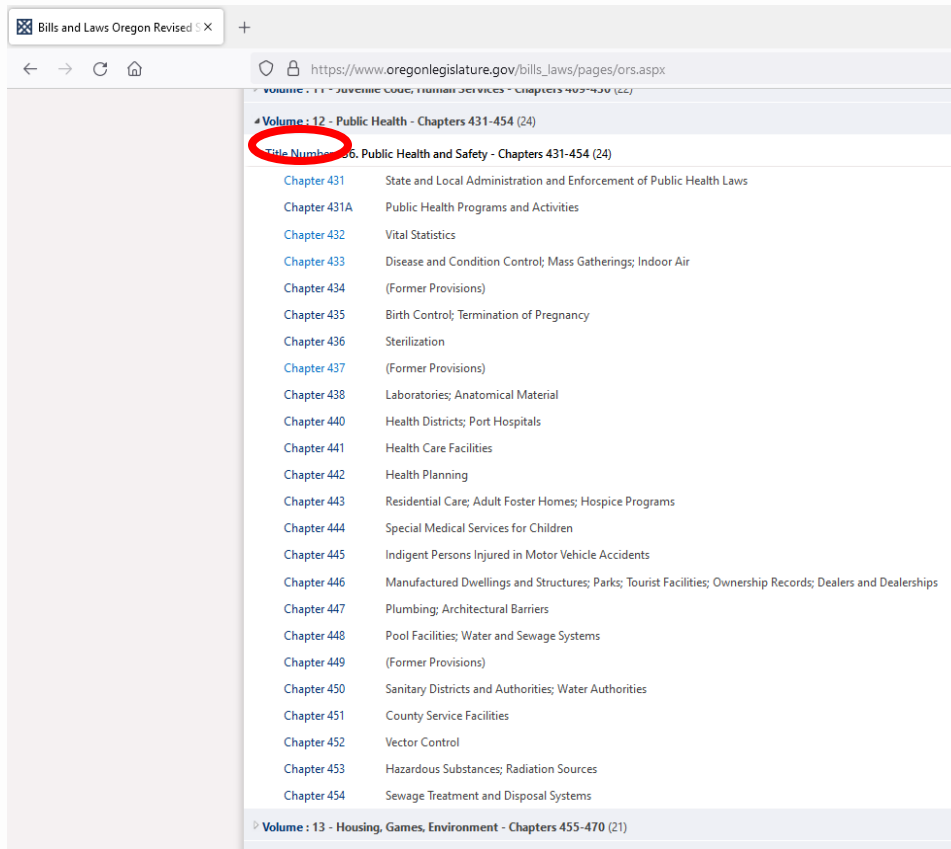 Bills and Laws Oregon Revised S
https://www.oregonlegislature.gov/bills_laws/pages/ors.aspx
Volume : 11 - Juvenile Code, Human Services - Chapters 409-430 (22)
Volume : 12 - Public Health - Chapters 431-454 (24)
Title Number 36. Public Health and Safety - Chapters 431-454 (24)
Chapter 431 State and Local Administration and Enforcement of Public Health Laws
Chapter 431A Public Health Programs and Activities
Chapter 432 Vital Statistics
Chapter 433 Disease and Condition Control; Mass Gatherings; Indoor Air
Chapter 434 (Former Provisions)
Chapter 435 Birth Control; Termination of Pregnancy
Chapter 436 Sterilization
Chapter 437 (Former Provisions)
Chapter 438 Laboratories; Anatomical Material
Chapter 440 Health Districts; Port Hospitals
Chapter 441 Health Care Facilities
Chapter 442 Health Planning
Chapter 443 Residential Care; Adult Foster Homes; Hospice Programs
Chapter 444 Special Medical Services for Children
Chapter 445 Indigent Persons Injured in Motor Vehicle Accidents
Chapter 446 Manufactured Dwellings and Structures; Parks; Tourist Facilities; Ownership Records; Dealers and Dealerships
Chapter 447 Plumbing; Architectural Barriers
Chapter 448 Pool Facilities; Water and Sewage Systems
Chapter 449 (Former Provisions)
Chapter 450 Sanitary Districts and Authorities; Water Authorities
Chapter 451 County Service Facilities
Chapter 452 Vector Control
Chapter 453 Hazardous Substances; Radiation Sources
Chapter 454 Sewage Treatment and Disposal Systems
Volume : 13 - Housing, Games, Environment - Chapters 455-470 (21)